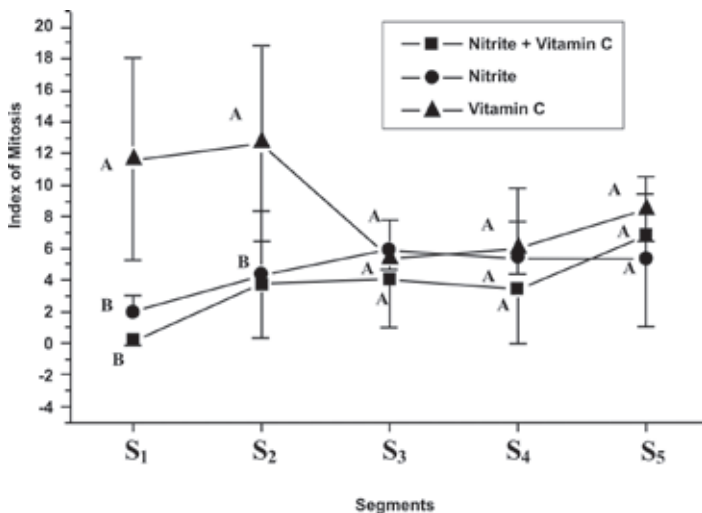 20
18
16
14
12
10
8
6
4
2
0
-2
-4
Index of Mitosis
Nitrite + Vitamin C
Nitrite
Vitamin C
A
A
B
B
B
A
A
A
A
A
A
A
A
A
S1
S2
S3
S4
S5
Segments